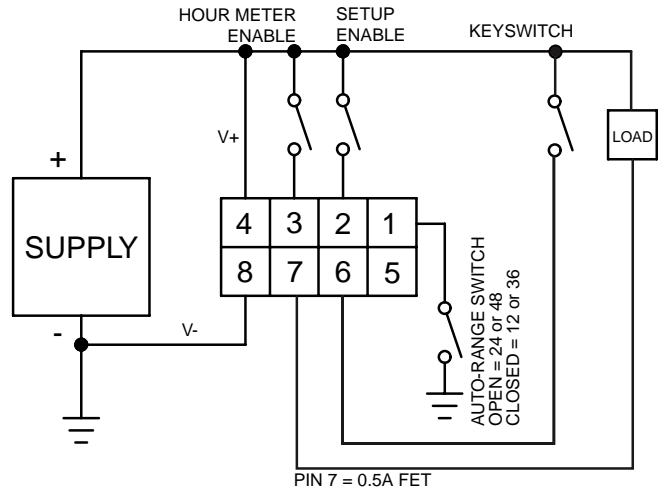 HOUR METER
ENABLE
SETUP
ENABLE
KEYSWITCH
V+
LOAD
+
SUPPLY
-
V-
4 3 2 1
8 7 6 5
AUTO-RANGE SWITCH
OPEN = 24 or 48
CLOSED = 12 or 36
PIN 7 = 0.5A FET